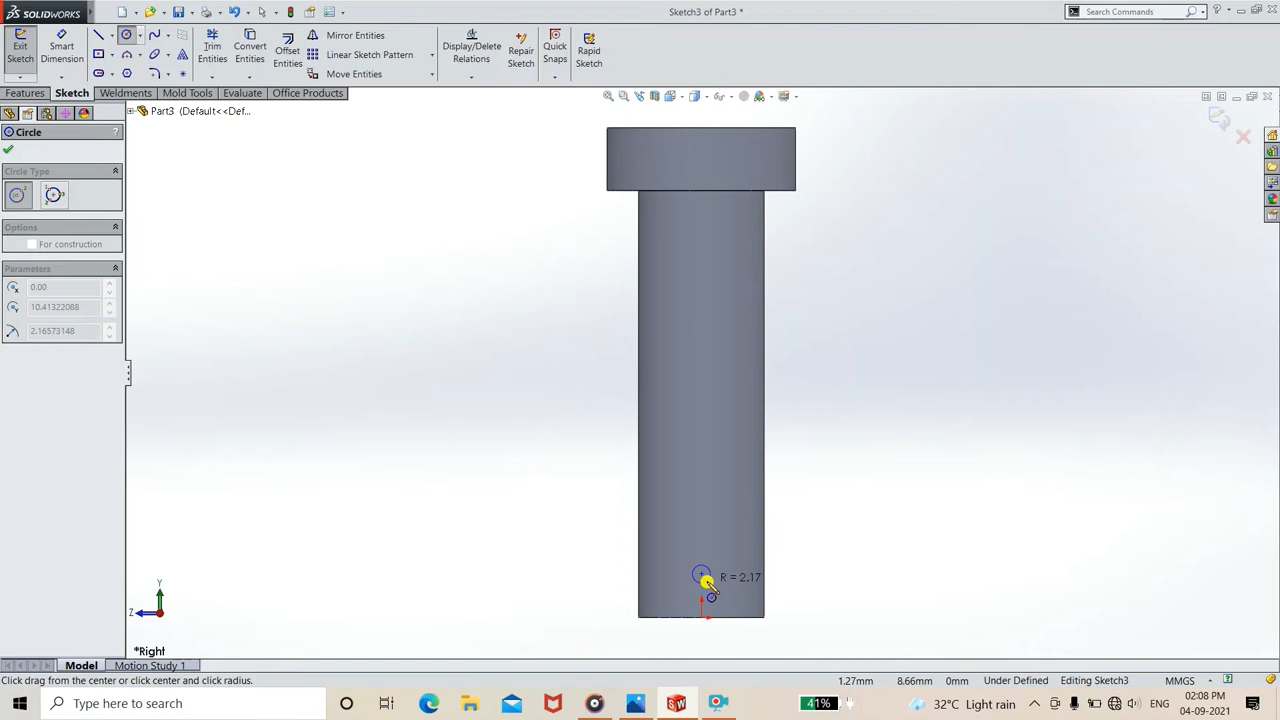 SOLIDWORKS
Sketch3 of Part3 *
Search Commands
Exit Sketch
Smart Dimension
Trim Entities
Convert Entities
Offset Entities
Mirror Entities
Linear Sketch Pattern
Move Entities
Display/Delete Relations
Repair Sketch
Quick Snaps
Rapid Sketch
Features Sketch Weldments Mold Tools Evaluate Office Products
Part3 (Default<<Def...
Circle ?
Circle Type
Options
For construction
Parameters
0.00
10.41322088
2.16573148
R = 2.17
Y
Z
*Right
Model Motion Study 1
Click drag from the center or click center and click radius.
1.27mm 8.66mm 0mm Under Defined Editing Sketch3 MMGS
Type here to search
41%
32°C Light rain
ENG
02:08 PM
04-09-2021